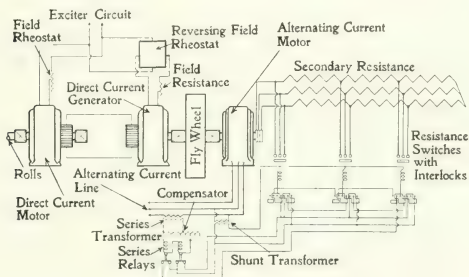 Exciter Circuit
Field
Rheostat
Reversing Field
Rheostat
Alternating Current
Motor
Field
Resistance
Secondary Resistance
Direct Current
Generator
Fly Wheel
Resistance
Switches
with
Interlocks
Rolls
Direct Current
Motor
Alternating Current
Line
Compensator
Series
Transformer
Series
Relays
Shunt Transformer